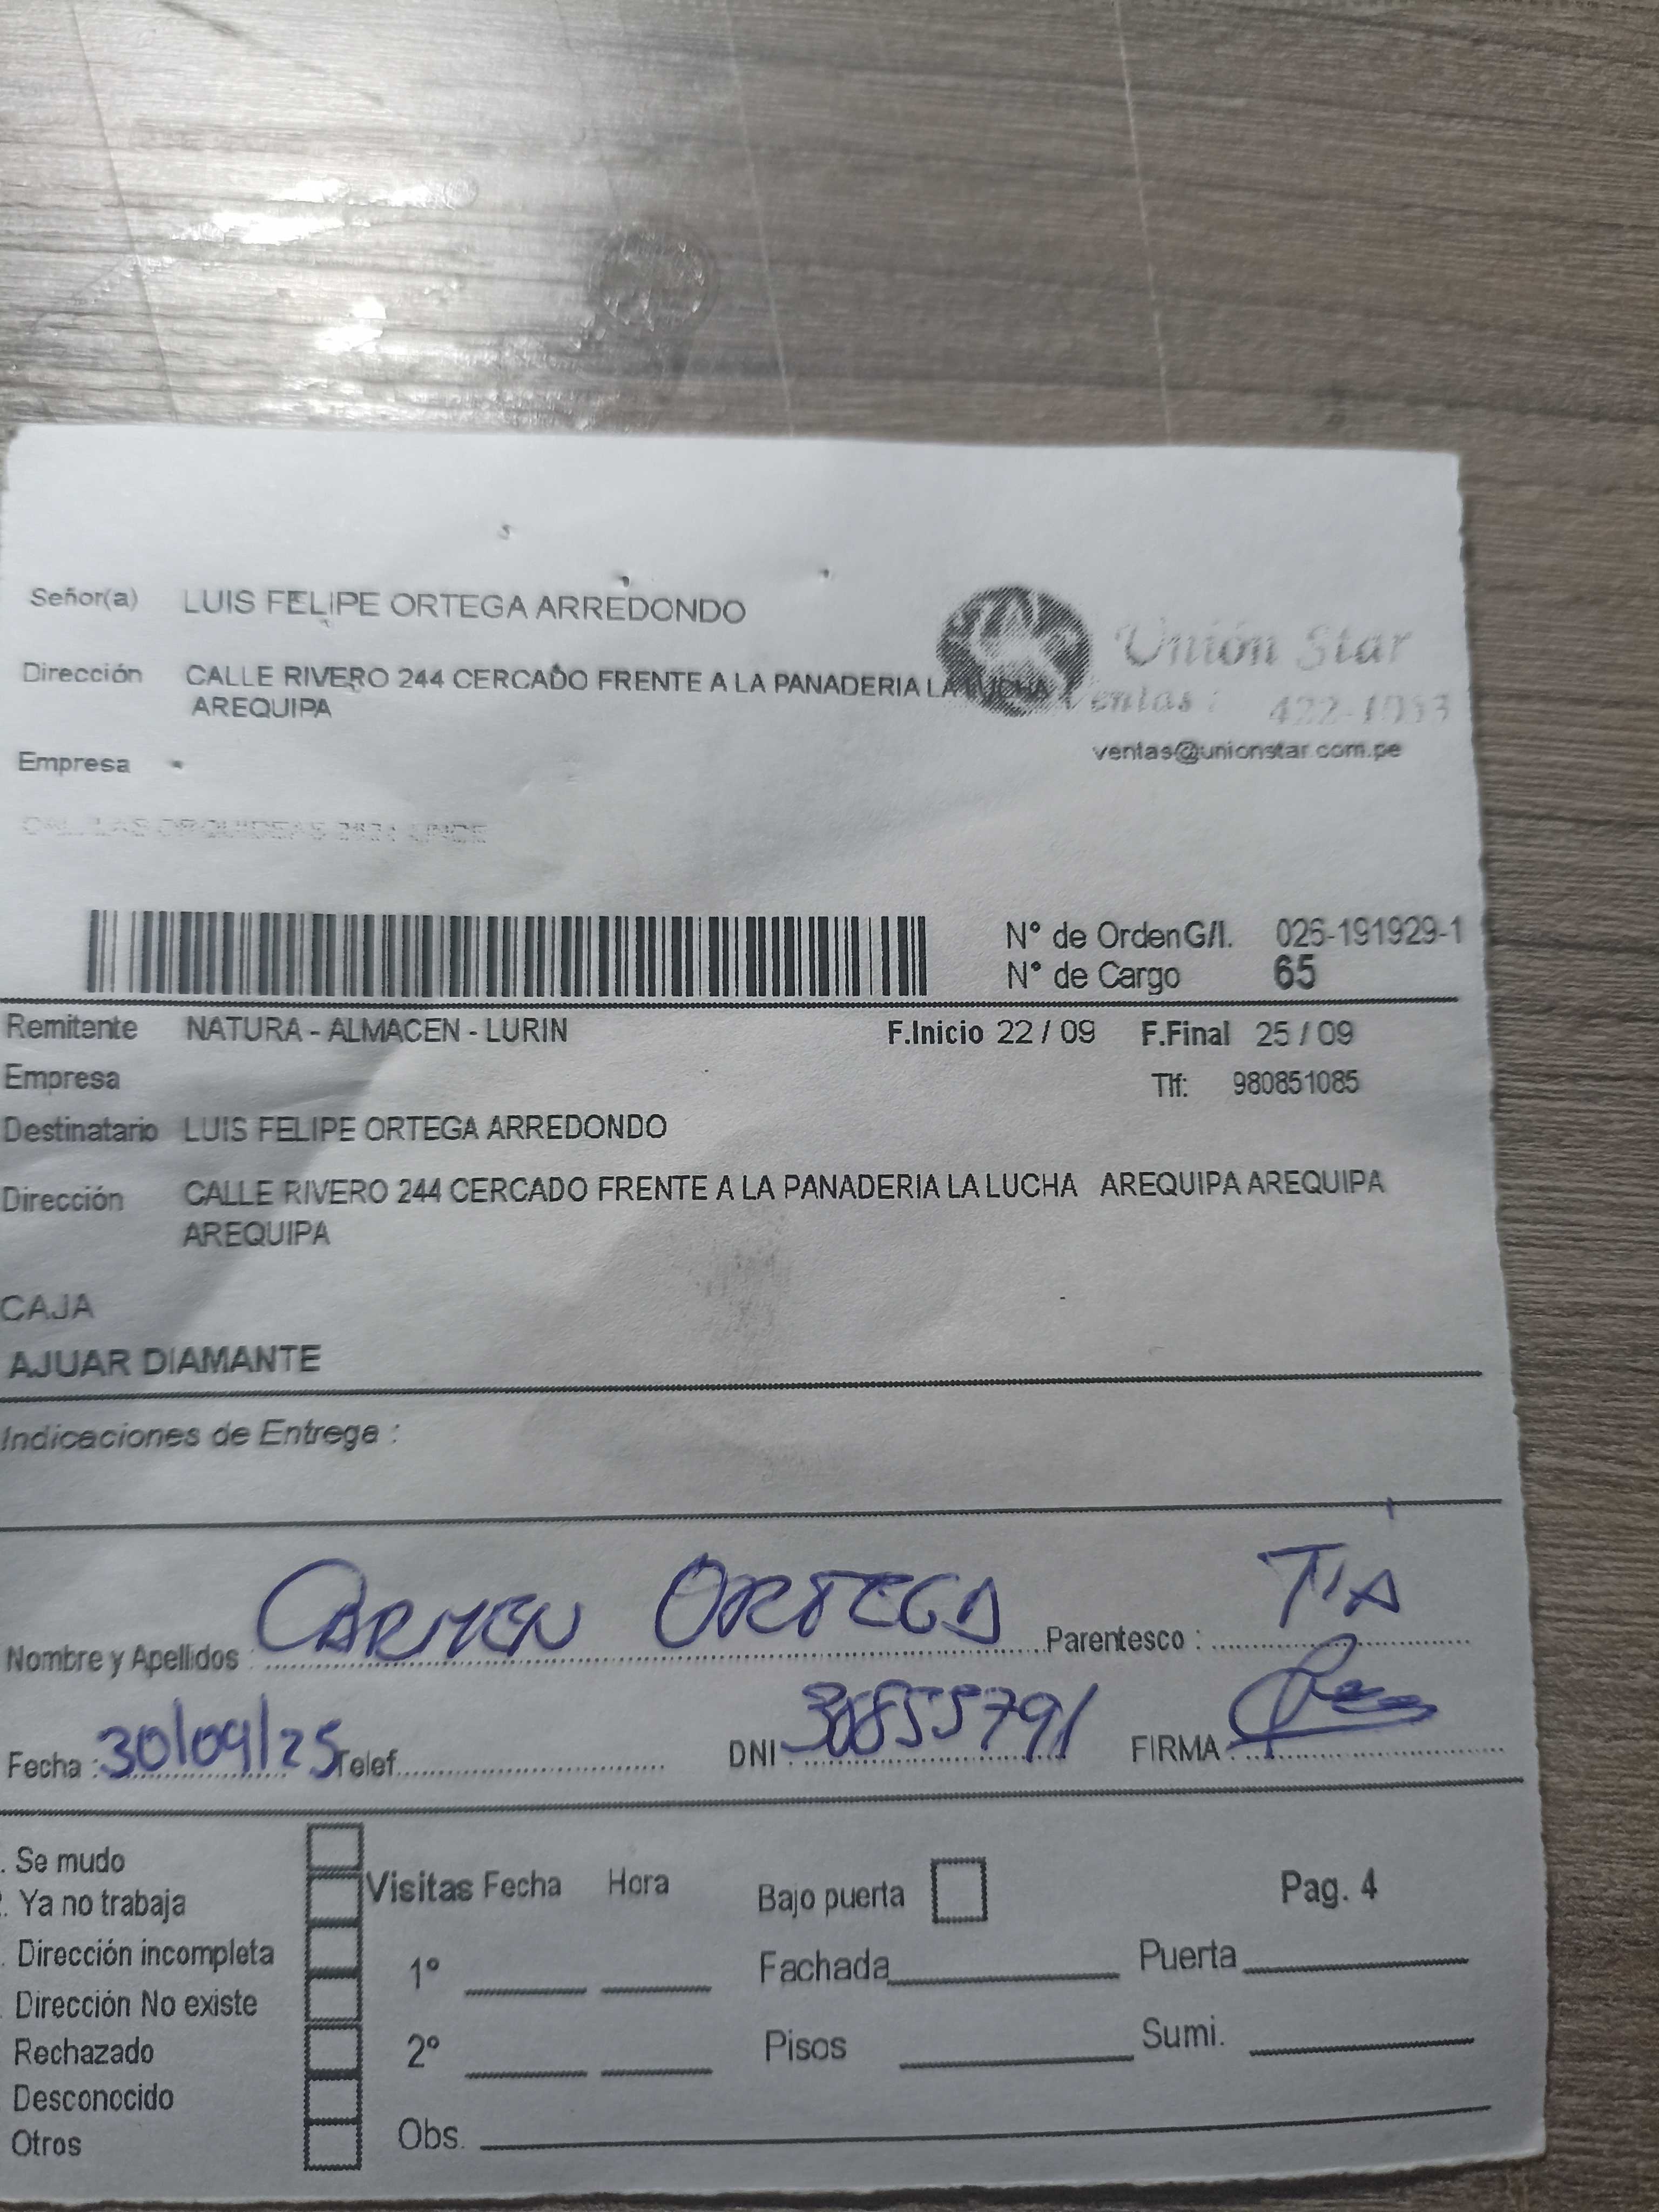 Señor(a) LUIS FELIPE ORTEGA ARREDONDO
Unión Star
Dirección CALLE RIVERO 244 CERCADO FRENTE A LA PANADERIA LA LUCHA
AREQUIPA
Ventas : 422-1053
ventas@unionstar.com.pe
Empresa -
N° de Orden G/I. 026-191929-1
N° de Cargo 65
Remitente NATURA - ALMACEN - LURIN F.Inicio 22 / 09 F.Final 25 / 09
Empresa Tlf: 980851085
Destinatario LUIS FELIPE ORTEGA ARREDONDO
Dirección CALLE RIVERO 244 CERCADO FRENTE A LA PANADERIA LA LUCHA AREQUIPA AREQUIPA
AREQUIPA
CAJA
AJUAR DIAMANTE
Indicaciones de Entrega :
Nombre y Apellidos : CARMEN ORTEGA Parentesco : TIA
Fecha : 30/09/25 Telef. DNI : 30855791 FIRMA :
. Se mudo
. Ya no trabaja
Visitas Fecha Hora Bajo puerta Pag. 4
. Dirección incompleta
1° Fachada Puerta
Dirección No existe
Rechazado
2° Pisos Sumi.
Desconocido
Otros
Obs.